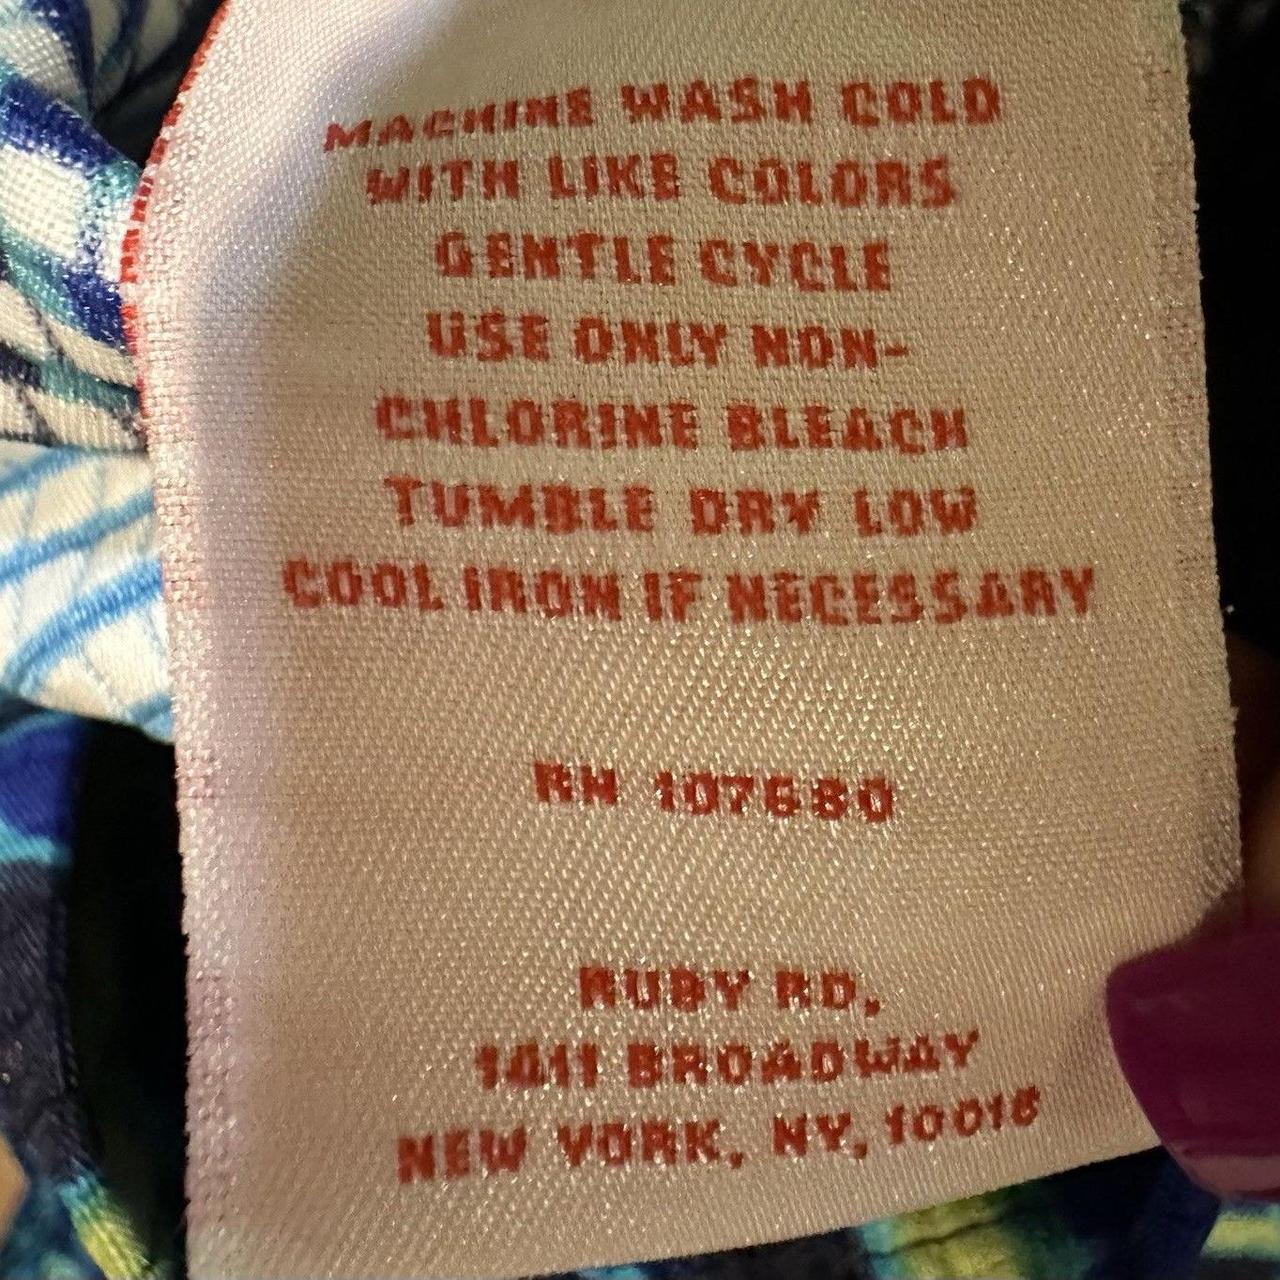 MACHINE WASH COLD
WITH LIKE COLORS
GENTLE CYCLE
USE ONLY NON-
CHLORINE BLEACH
TUMBLE DRY LOW
COOL IRON IF NECESSARY
RN 107680
RUBY RD,
1411 BROADWAY
NEW YORK, NY, 10018